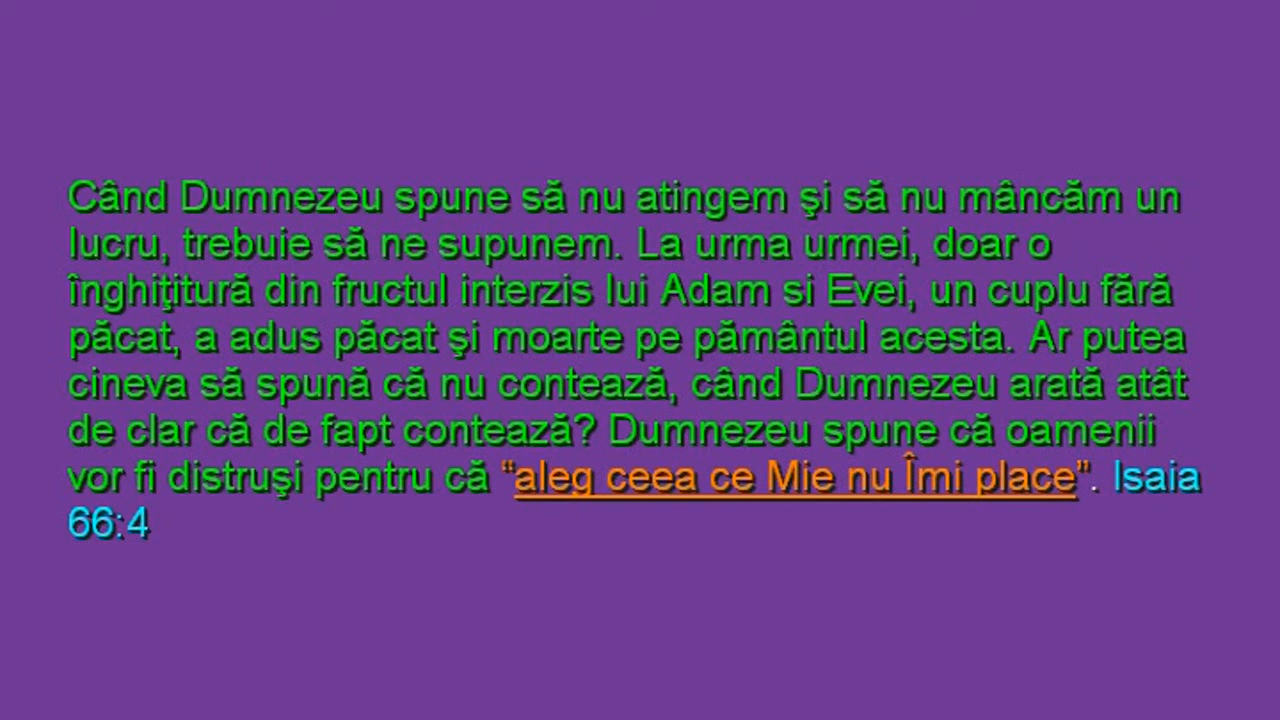 Când Dumnezeu spune să nu atingem şi să nu mâncăm un
lucru, trebuie să ne supunem. La urma urmei, doar o
înghiţitură din fructul interzis lui Adam si Evei, un cuplu fără
păcat, a adus păcat şi moarte pe pământul acesta. Ar putea
cineva să spună că nu contează, când Dumnezeu arată atât
de clar că de fapt contează? Dumnezeu spune că oamenii
vor fi distruşi pentru că “aleg ceea ce Mie nu Îmi place”. Isaia
66:4